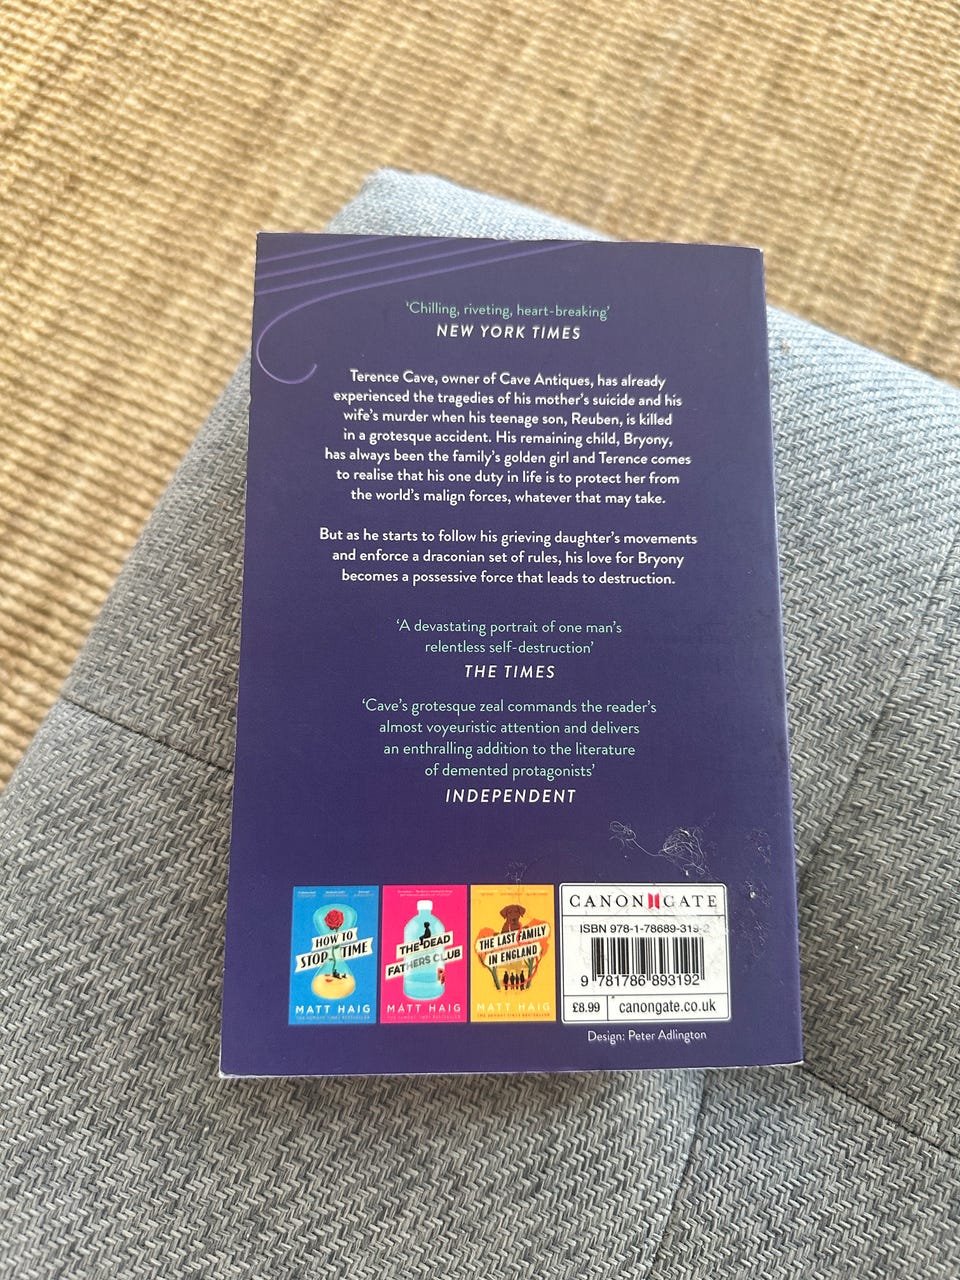 ‘Chilling, riveting, heart-breaking’
NEW YORK TIMES
Terence Cave, owner of Cave Antiques, has already
experienced the tragedies of his mother’s suicide and his
wife’s murder when his teenage son, Reuben, is killed
in a grotesque accident. His remaining child, Bryony,
has always been the family’s golden girl and Terence comes
to realise that his one duty in life is to protect her from
the world’s malign forces, whatever that may take.
But as he starts to follow his grieving daughter’s movements
and enforce a draconian set of rules, his love for Bryony
becomes a possessive force that leads to destruction.
‘A devastating portrait of one man’s
relentless self-destruction’
THE TIMES
‘Cave’s grotesque zeal commands the reader’s
almost voyeuristic attention and delivers
an enthralling addition to the literature
of demented protagonists’
INDEPENDENT
HOW TO
STOP TIME
MATT HAIG
THE DEAD
FATHERS CLUB
MATT HAIG
THE LAST FAMILY
IN ENGLAND
MATT HAIG
CANONGATE
ISBN 978-1-78689-319-2
9 781786 893192
£8.99
canongate.co.uk
Design: Peter Adlington